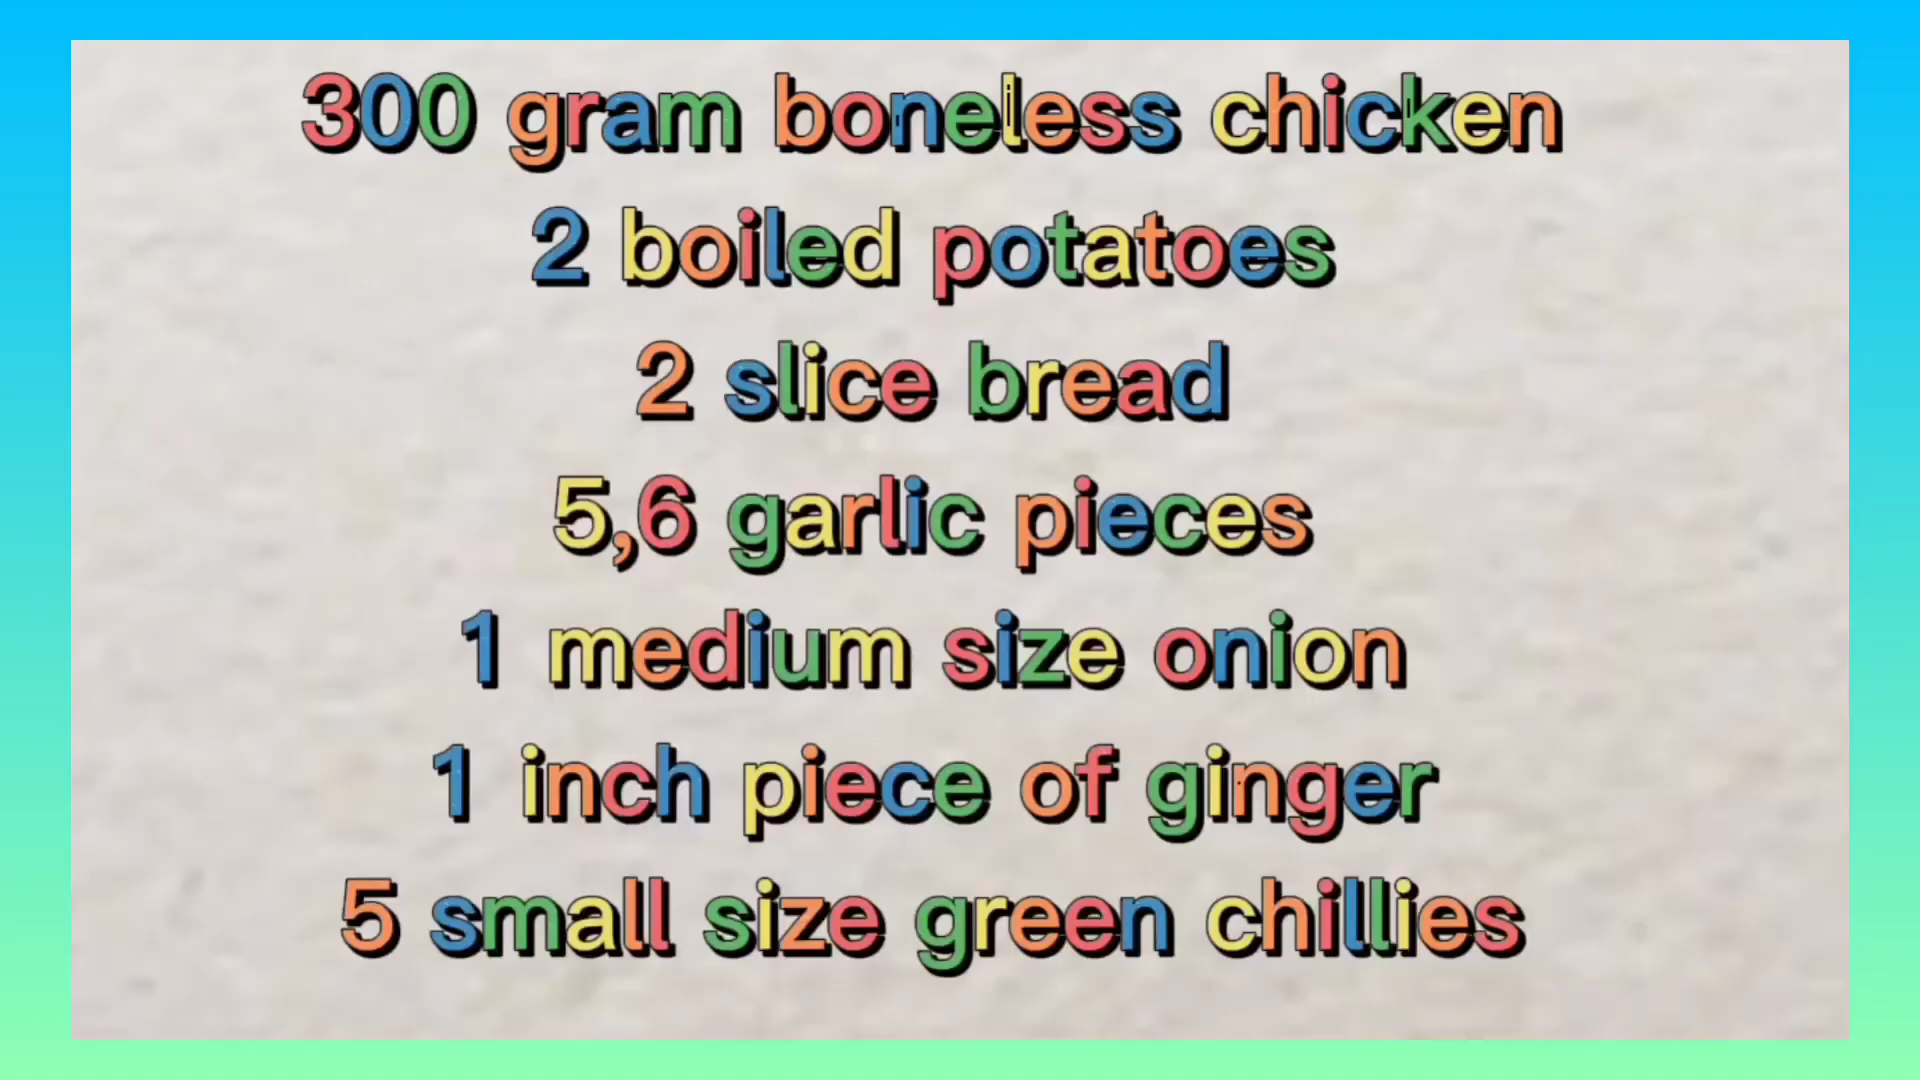 300 gram boneless chicken
2 boiled potatoes
2 slice bread
5,6 garlic pieces
1 medium size onion
1 inch piece of ginger
5 small size green chillies